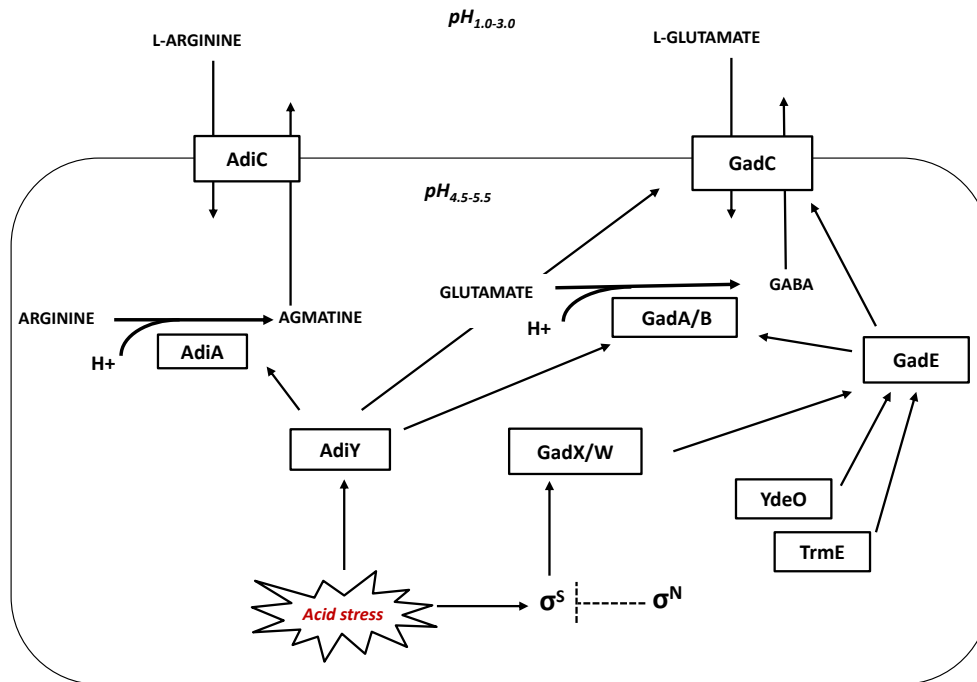 pH1.0-3.0
L-ARGININE
L-GLUTAMATE
AdiC
GadC
pH4.5-5.5
GLUTAMATE
GABA
ARGININE
AGMATINE
H+
AdiA
H+
GadA/B
GadE
AdiY
GadX/W
YdeO
TrmE
Acid stress
σS
σN